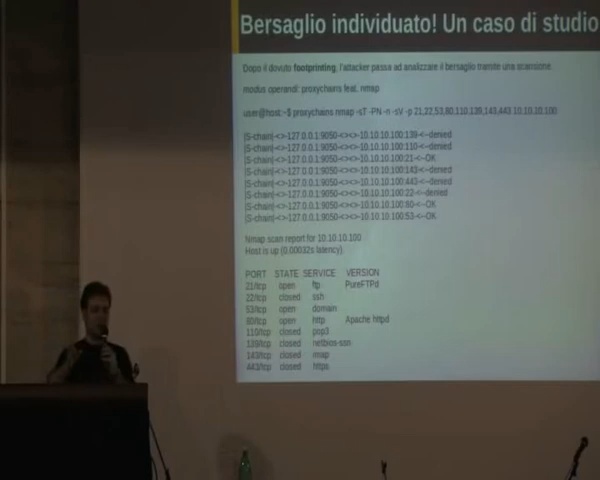 Bersaglio individuato! Un caso di studio
Dopo il dovuto footprinting, l'attacker passa ad analizzare il bersaglio tramite una scansione.
modus operandi: proxychains feat. nmap
user@host:~$ proxychains nmap -sT -PN -n -sV -p 21,22,53,80,110,139,143,443 10.10.10.100
|S-chain|-<>-127.0.0.1:9050-<><>-10.10.10.100:139-<--denied
|S-chain|-<>-127.0.0.1:9050-<><>-10.10.10.100:110-<--denied
|S-chain|-<>-127.0.0.1:9050-<><>-10.10.10.100:21-<--OK
|S-chain|-<>-127.0.0.1:9050-<><>-10.10.10.100:143-<--denied
|S-chain|-<>-127.0.0.1:9050-<><>-10.10.10.100:443-<--denied
|S-chain|-<>-127.0.0.1:9050-<><>-10.10.10.100:22-<--denied
|S-chain|-<>-127.0.0.1:9050-<><>-10.10.10.100:80-<--OK
|S-chain|-<>-127.0.0.1:9050-<><>-10.10.10.100:53-<--OK
Nmap scan report for 10.10.10.100
Host is up (0.00032s latency).
PORT STATE SERVICE VERSION
21/tcp open ftp PureFTPd
22/tcp closed ssh
53/tcp open domain
80/tcp open http Apache httpd
110/tcp closed pop3
139/tcp closed netbios-ssn
143/tcp closed imap
443/tcp closed https